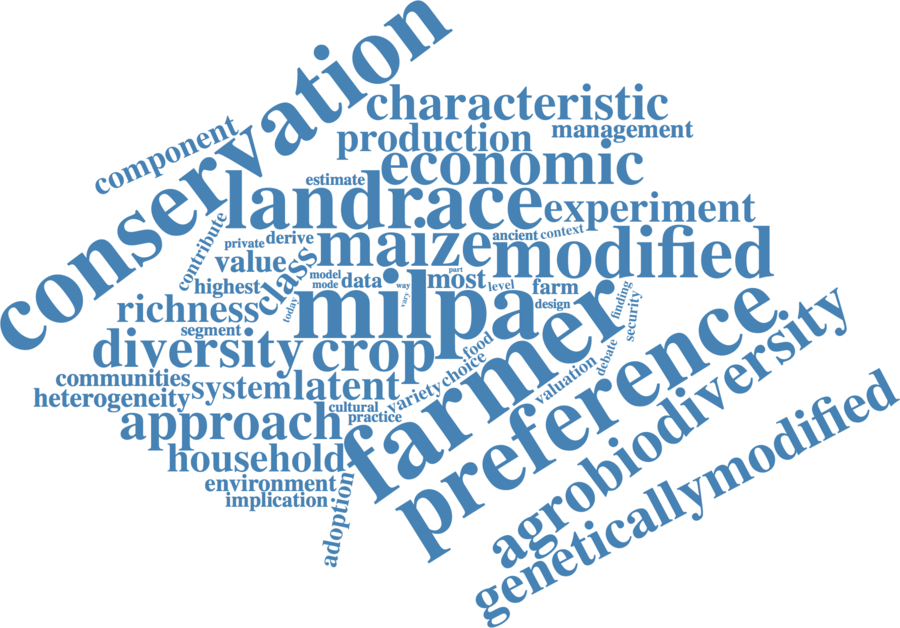 conservation
characteristic
production
management
component
economic
estimate
landrace
experiment
contribute
private
derive
maize
ancient
context
modified
value
class
highest
model
mode
data
way
vary
most
part
level
farm
design
finding
security
richness
today
milpa
segment
diversity
crop
food
farmer
preference
debate
communities
heterogeneity
system
latent
variety
choice
valuation
agrobiodiversity
approach
cultural
practice
household
environment
implication
adoption
geneticallymodified